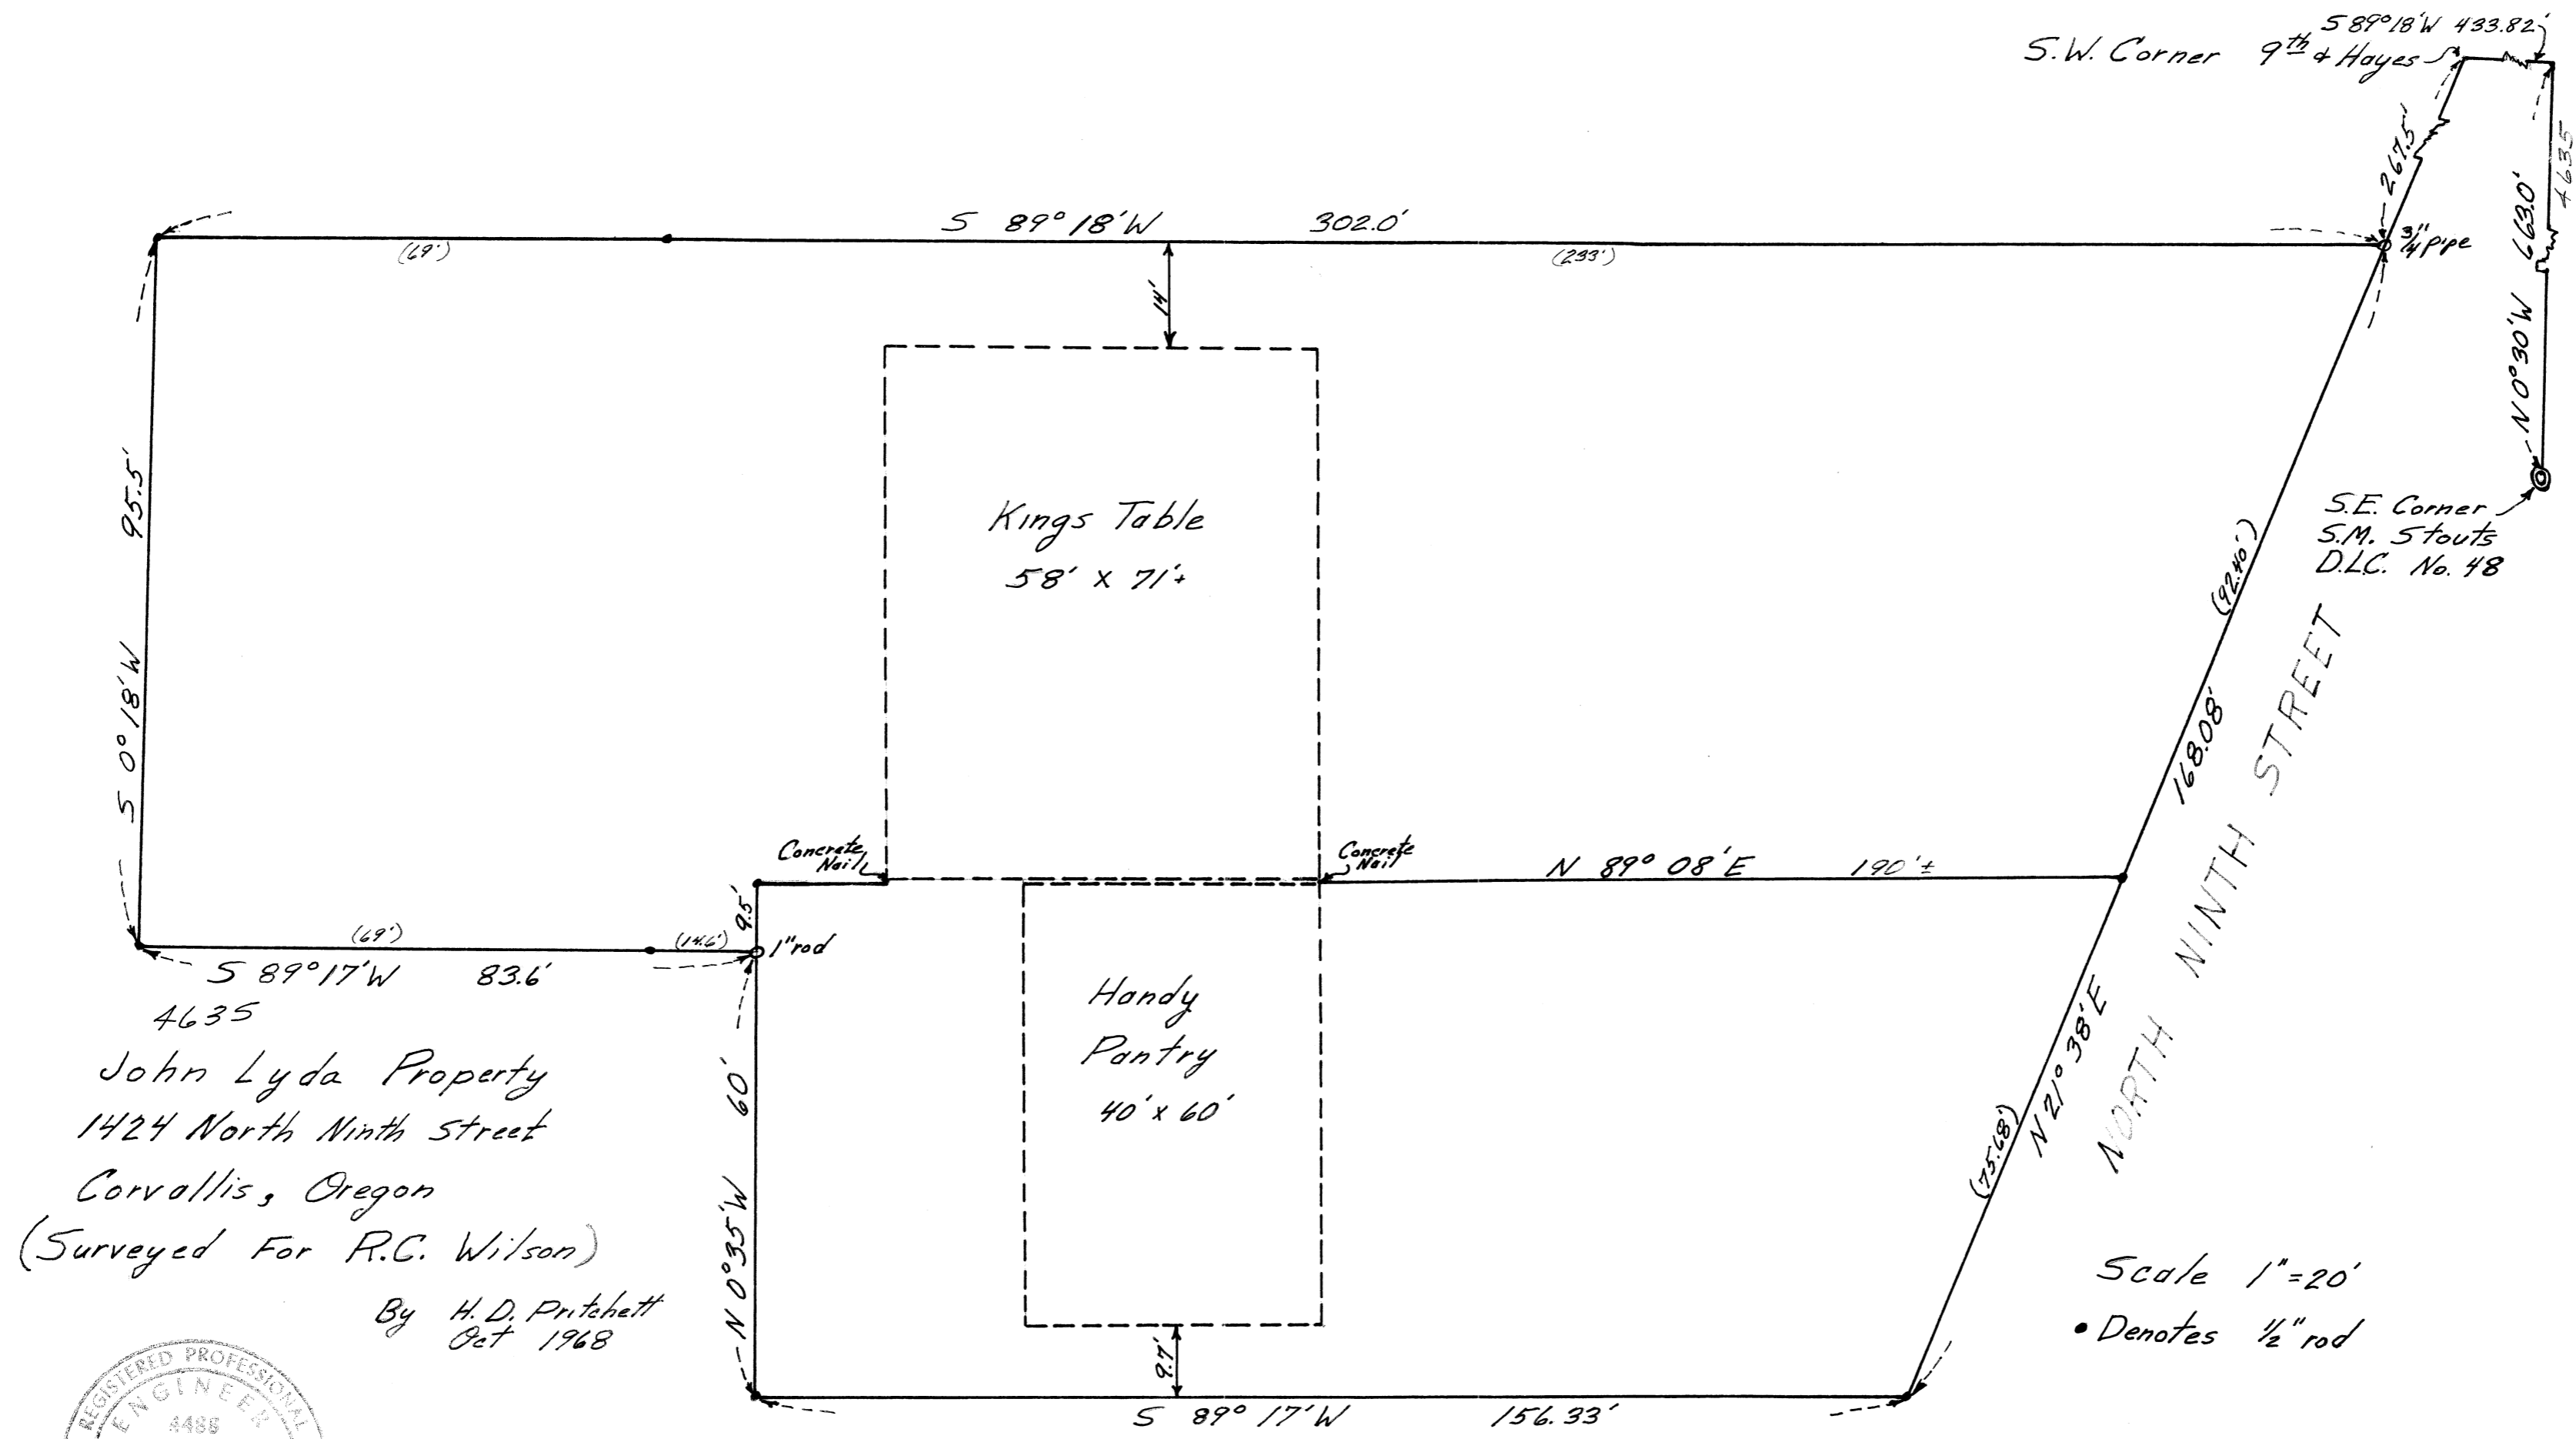 S 89° 18' W 433.82'
S.W. Corner 9th & Hayes
267.5'
4635
N 0° 30' W 663.0'
S 89° 18' W 302.0'
(69')
(233')
3/4" pipe
14'
S.E. Corner
S.M. Stouts
D.L.C. No. 48
S 0° 18' W 95.5'
Kings Table
58' x 71'±
(92.40')
168.08'
N 21° 38' E
(75.68')
NORTH NINTH STREET
Concrete
Nail
Concrete
Nail
N 89° 08' E 190'±
9.5'
(69')
(14.6')
1" rod
S 89° 17' W 83.6'
4635
Handy
Pantry
40' x 60'
John Lyda Property
1424 North Ninth Street
Corvallis, Oregon
(Surveyed For R.C. Wilson)
By H. D. Pritchett
Oct 1968
N 0° 35' W 60'
9.7'
S 89° 17' W 156.33'
Scale 1" = 20'
• Denotes 1/2" rod
REGISTERED PROFESSIONAL
ENGINEER